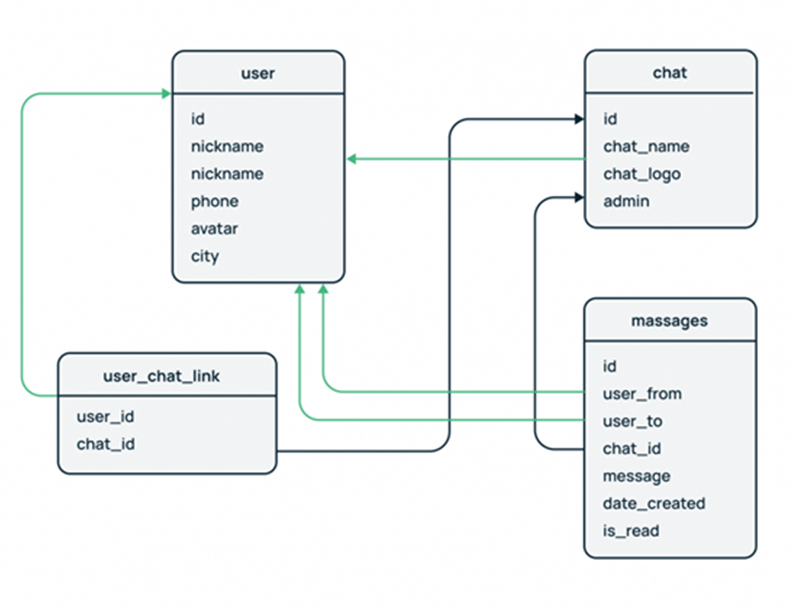 user
id
nickname
nickname
phone
avatar
city
chat
id
chat_name
chat_logo
admin
user_chat_link
user_id
chat_id
massages
id
user_from
user_to
chat_id
message
date_created
is_read